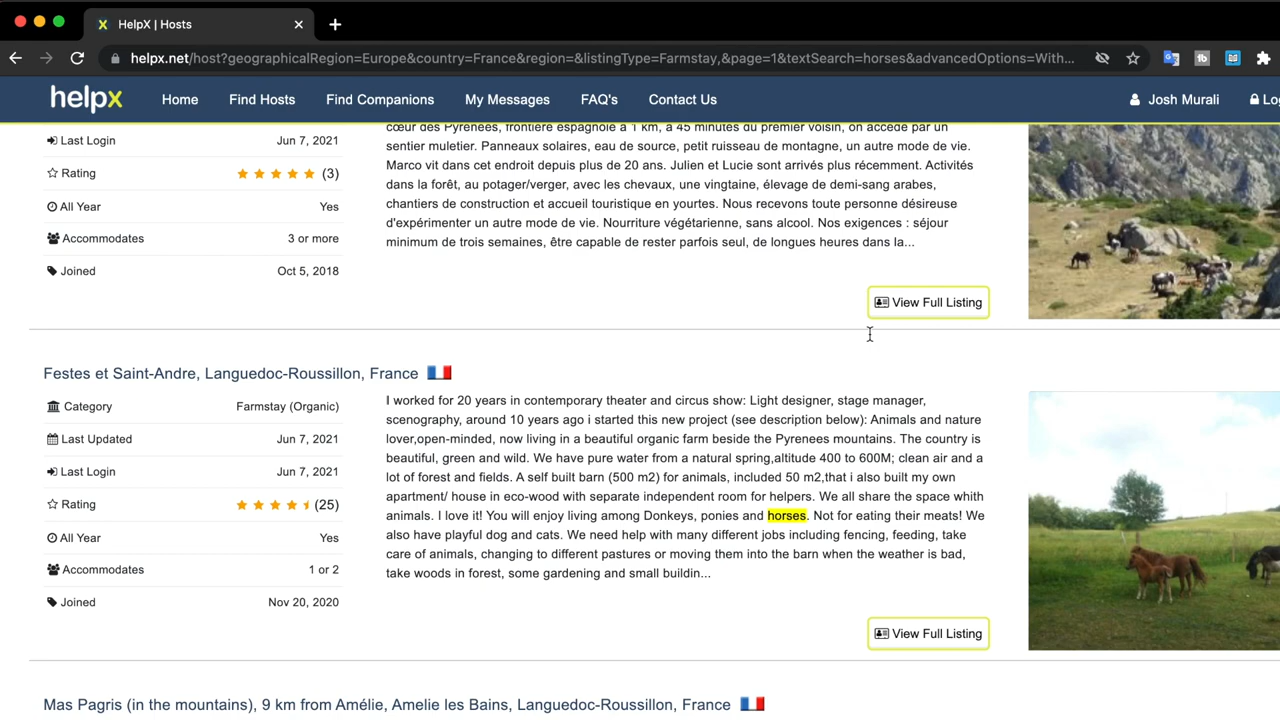 HelpX | Hosts
helpx.net/host?geographicalRegion=Europe&country=France&region=&listingType=Farmstay,&page=1&textSearch=horses&advancedOptions=With...
helpx Home Find Hosts Find Companions My Messages FAQ's Contact Us Josh Murali Lo
cœur des Pyrénées, frontière espagnole à 1 km, à 45 minutes du premier voisin, on accède par un
Last Login Jun 7, 2021
sentier muletier. Panneaux solaires, eau de source, petit ruisseau de montagne, un autre mode de vie.
Marco vit dans cet endroit depuis plus de 20 ans. Julien et Lucie sont arrivés plus récemment. Activités
Rating (3)
dans la forêt, au potager/verger, avec les chevaux, une vingtaine, élevage de demi-sang arabes,
chantiers de construction et accueil touristique en yourtes. Nous recevons toute personne désireuse
All Year Yes
d'expérimenter un autre mode de vie. Nourriture végétarienne, sans alcool. Nos exigences : séjour
minimum de trois semaines, être capable de rester parfois seul, de longues heures dans la...
Accommodates 3 or more
Joined Oct 5, 2018
View Full Listing
Festes et Saint-Andre, Languedoc-Roussillon, France
Category Farmstay (Organic)
Last Updated Jun 7, 2021
Last Login Jun 7, 2021
Rating (25)
All Year Yes
Accommodates 1 or 2
Joined Nov 20, 2020
I worked for 20 years in contemporary theater and circus show: Light designer, stage manager,
scenography, around 10 years ago i started this new project (see description below): Animals and nature
lover,open-minded, now living in a beautiful organic farm beside the Pyrenees mountains. The country is
beautiful, green and wild. We have pure water from a natural spring,altitude 400 to 600M; clean air and a
lot of forest and fields. A self built barn (500 m2) for animals, included 50 m2,that i also built my own
apartment/ house in eco-wood with separate independent room for helpers. We all share the space whith
animals. I love it! You will enjoy living among Donkeys, ponies and horses. Not for eating their meats! We
also have playful dog and cats. We need help with many different jobs including fencing, feeding, take
care of animals, changing to different pastures or moving them into the barn when the weather is bad,
take woods in forest, some gardening and small buildin...
View Full Listing
Mas Pagris (in the mountains), 9 km from Amélie, Amelie les Bains, Languedoc-Roussillon, France